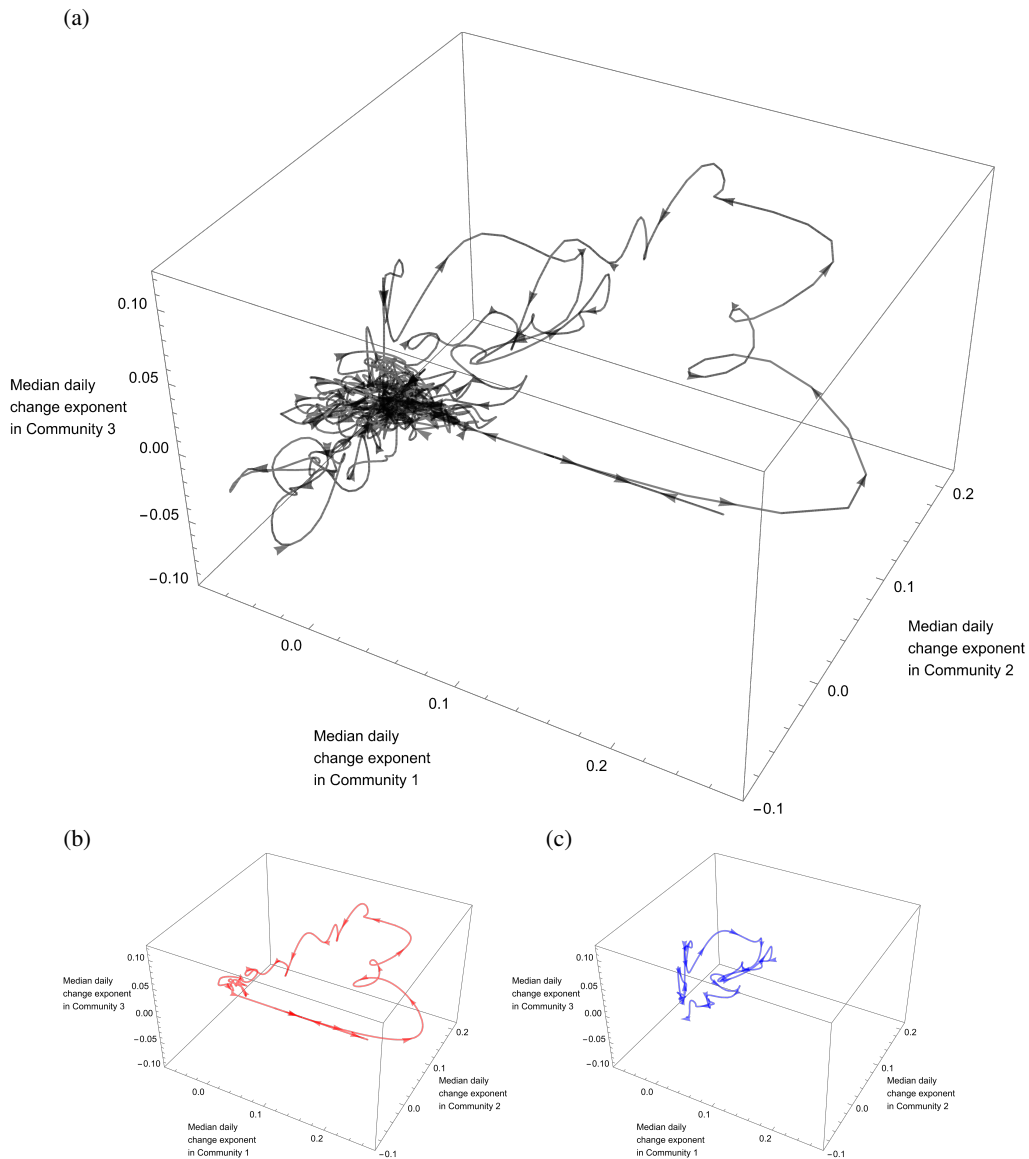 (a)
0.10
0.05
0.00
−0.05
−0.10
Median daily
change exponent
in Community 3
0.0
0.1
0.2
Median daily
change exponent
in Community 1
0.2
0.1
0.0
−0.1
Median daily
change exponent
in Community 2
(b)
0.10
0.05
0.00
−0.05
−0.10
Median daily
change exponent
in Community 3
0.0
0.1
0.2
Median daily
change exponent
in Community 1
0.2
0.1
0.0
−0.1
Median daily
change exponent
in Community 2
(c)
0.10
0.05
0.00
−0.05
−0.10
Median daily
change exponent
in Community 3
0.0
0.1
0.2
Median daily
change exponent
in Community 1
0.2
0.1
0.0
−0.1
Median daily
change exponent
in Community 2